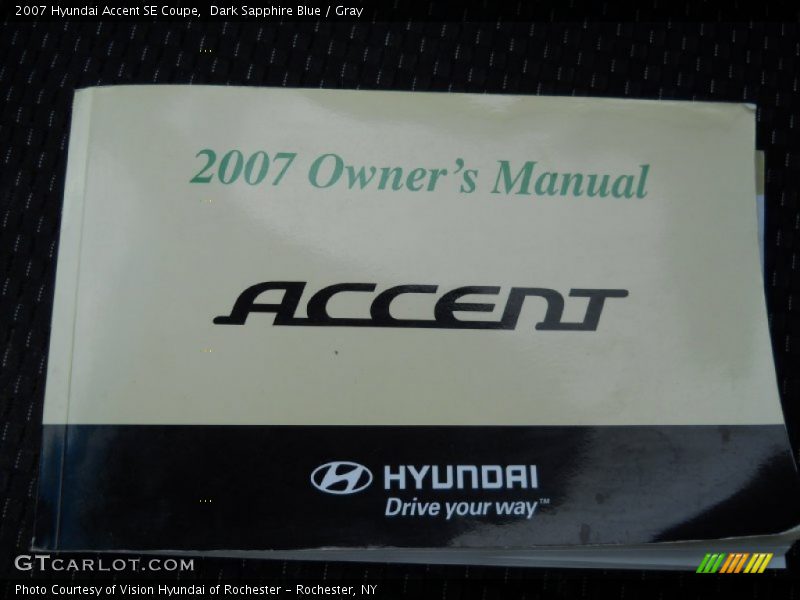 2007 Hyundai Accent SE Coupe,  Dark Sapphire Blue / Gray
2007 Owner's Manual
ACCENT
HYUNDAI
Drive your way™
GTCARLOT.COM
Photo Courtesy of Vision Hyundai of Rochester - Rochester, NY